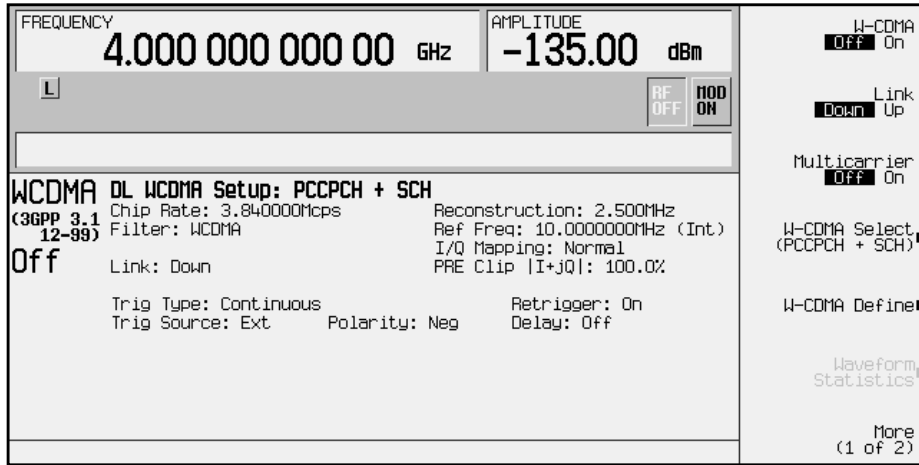 FREQUENCY
4.000 000 000 00 GHz
AMPLITUDE
-135.00 dBm
L
RF OFF
MOD ON
WCDMA
(3GPP 3.1 12-99)
Off
DL WCDMA Setup: PCCPCH + SCH
Chip Rate: 3.840000Mcps
Reconstruction: 2.500MHz
Filter: WCDMA
Ref Freq: 10.0000000MHz (Int)
I/Q Mapping: Normal
Link: Down
PRE Clip |I+jQ|: 100.0%
Trig Type: Continuous
Retrigger: On
Trig Source: Ext
Polarity: Neg
Delay: Off
W-CDMA
Off On
Link
Down Up
Multicarrier
Off On
W-CDMA Select
(PCCPCH + SCH)
W-CDMA Define
Waveform
Statistics
More
(1 of 2)